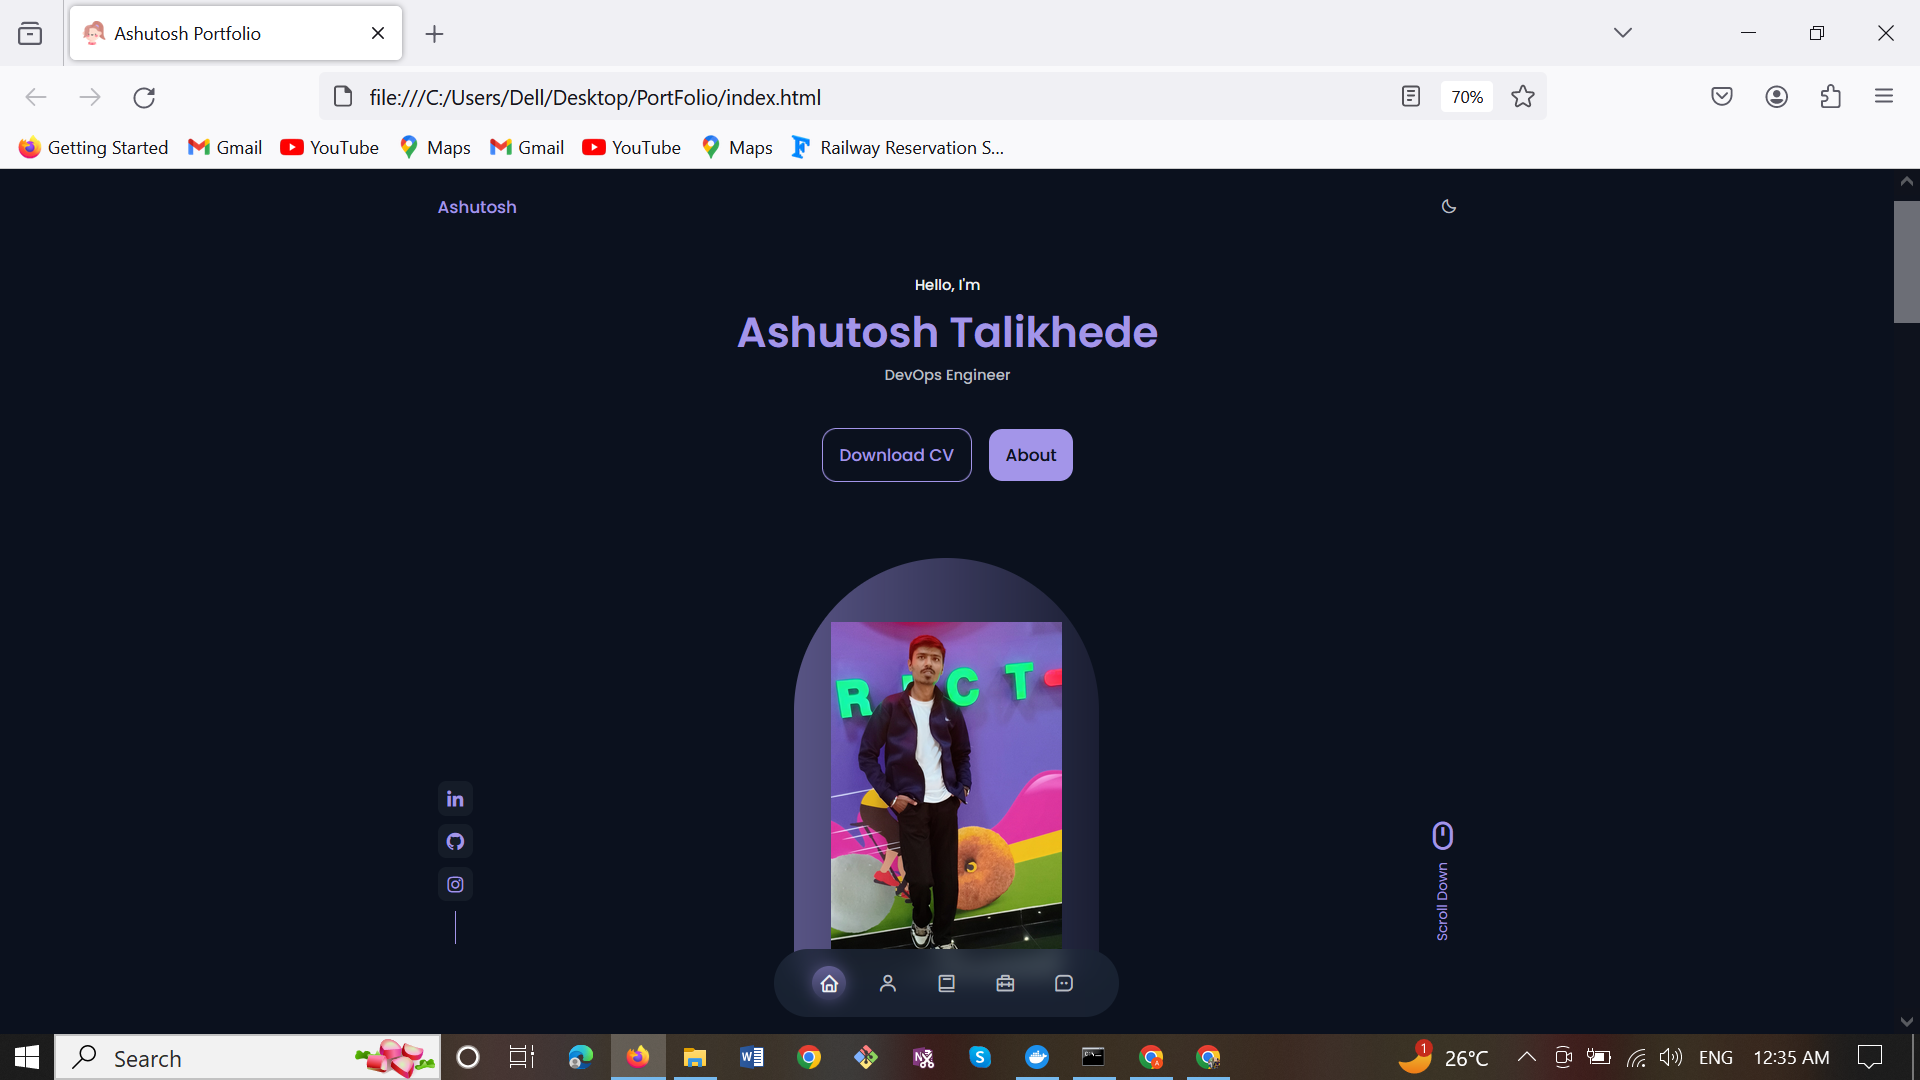 Ashutosh Portfolio
file:///C:/Users/Dell/Desktop/PortFolio/index.html
70%
Getting Started
Gmail
YouTube
Maps
Gmail
YouTube
Maps
Railway Reservation S...
Ashutosh
Hello, I'm
Ashutosh Talikhede
DevOps Engineer
Download CV
About
R CT
Scroll Down
Search
1
26°C
ENG
12:35 AM